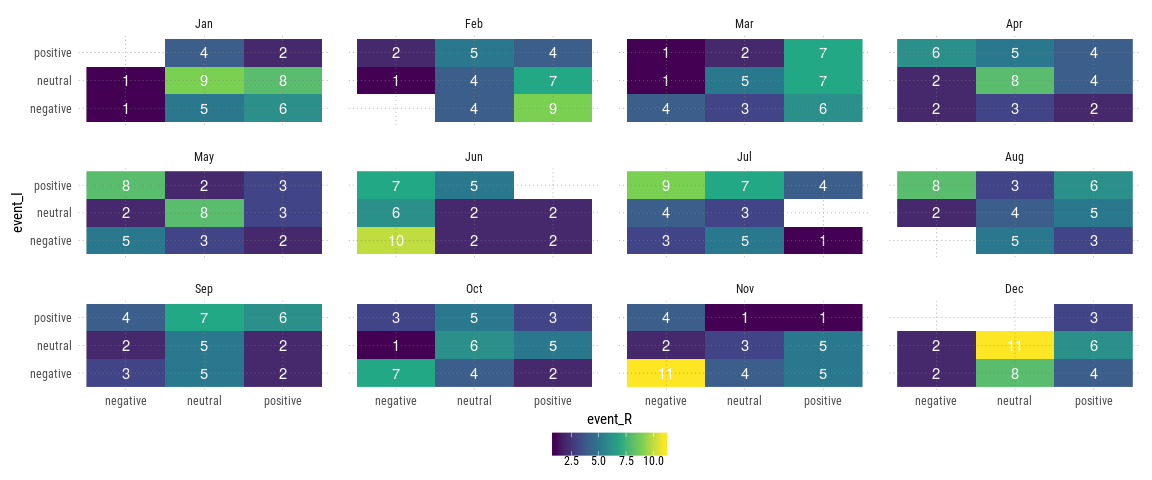 Jan Feb Mar Apr
positive 4 2 2 5 4 1 2 7 6 5 4
neutral 1 9 8 1 4 7 1 5 7 2 8 4
negative 1 5 6 4 9 4 3 6 2 3 2
May Jun Jul Aug
positive 8 2 3 7 5 9 7 4 8 3 6
neutral 2 8 3 6 2 2 4 3 2 4 5
negative 5 3 2 10 2 2 3 5 1 5 3
event_I
Sep Oct Nov Dec
positive 4 7 6 3 5 3 4 1 1 3
neutral 2 5 2 1 6 5 2 3 5 2 11 6
negative 3 5 2 7 4 2 11 4 5 2 8 4
negative neutral positive negative neutral positive negative neutral positive negative neutral positive
event_R
2.5 5.0 7.5 10.0